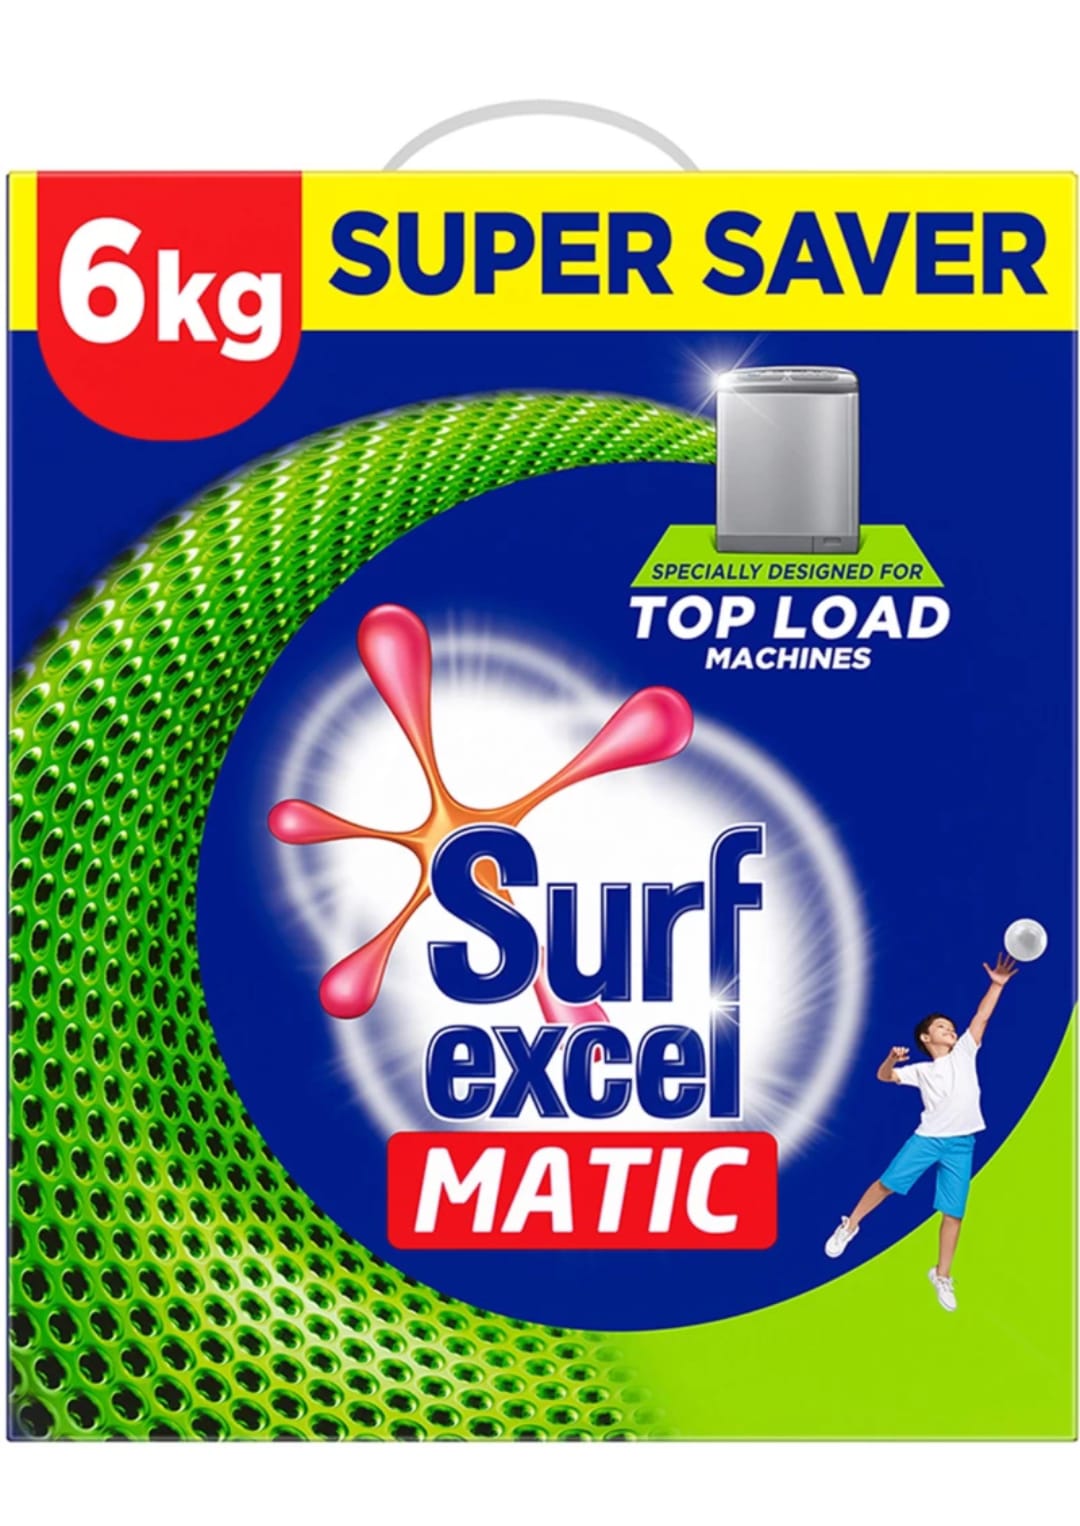 6kg
SUPER SAVER
SPECIALLY DESIGNED FOR
TOP LOAD
MACHINES
Surf
excel
MATIC